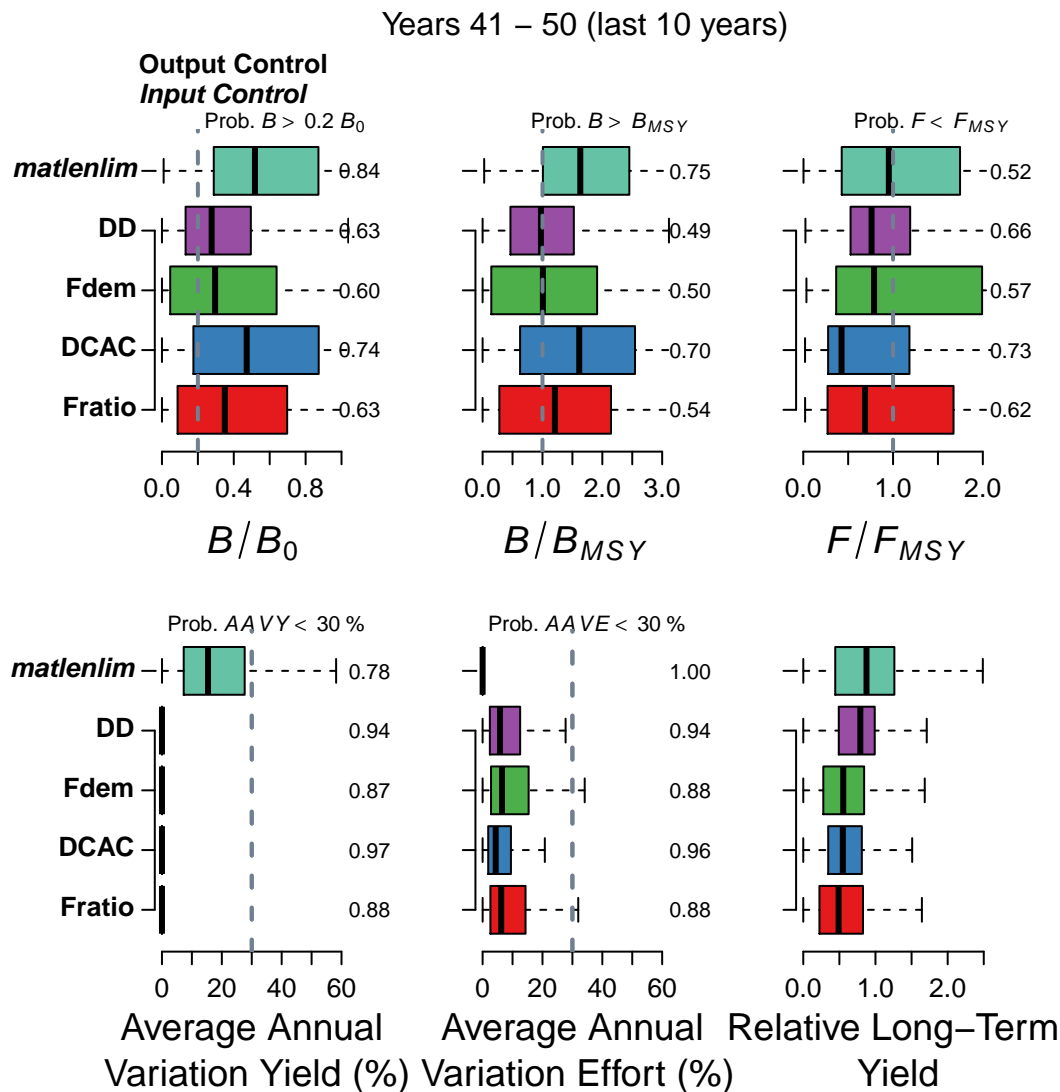 Years 41 – 50 (last 10 years)
Output Control
Input Control
Prob. B > 0.2 B0
Prob. B > BMSY
Prob. F < FMSY
matlenlim
0.84
0.75
0.52
DD
0.63
0.49
0.66
Fdem
0.60
0.50
0.57
DCAC
0.74
0.70
0.73
Fratio
0.63
0.54
0.62
0.0 0.4 0.8
0.0 1.0 2.0 3.0
0.0 1.0 2.0
B/B0
B/BMSY
F/FMSY
Prob. AAVY < 30 %
Prob. AAVE < 30 %
matlenlim
0.78
1.00
DD
0.94
0.94
Fdem
0.87
0.88
DCAC
0.97
0.96
Fratio
0.88
0.88
0 20 40 60
0 20 40 60
0.0 1.0 2.0
Average Annual
Variation Yield (%)
Average Annual
Variation Effort (%)
Relative Long–Term
Yield